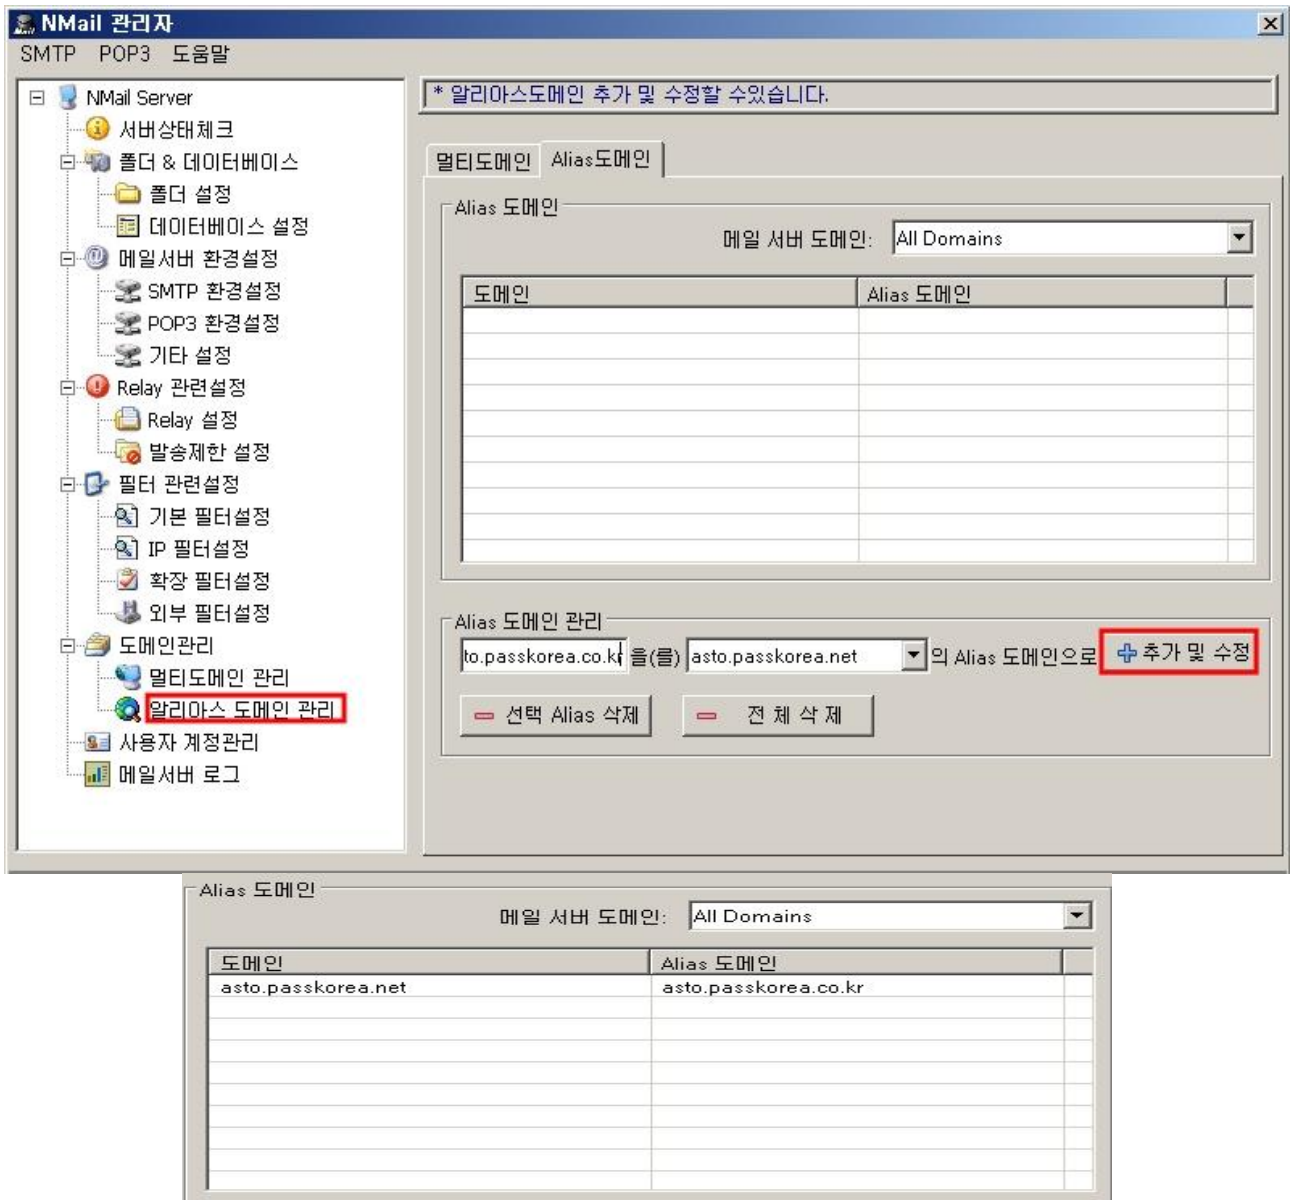 NMail 관리자
SMTP POP3 도움말
NMail Server
서버상태체크
폴더 & 데이터베이스
폴더 설정
데이터베이스 설정
메일서버 환경설정
SMTP 환경설정
POP3 환경설정
기타 설정
Relay 관련설정
Relay 설정
발송제한 설정
필터 관련설정
기본 필터설정
IP 필터설정
확장 필터설정
외부 필터설정
도메인관리
멀티도메인 관리
알리아스 도메인 관리
사용자 계정관리
메일서버 로그
* 알리아스도메인 추가 및 수정할 수있습니다.
멀티도메인 Alias도메인
Alias 도메인
메일 서버 도메인: All Domains
도메인 Alias 도메인
Alias 도메인 관리
to.passkorea.co.kr 을(를) asto.passkorea.net 의 Alias 도메인으로 추가 및 수정
선택 Alias 삭제 전 체 삭 제
Alias 도메인
메일 서버 도메인: All Domains
도메인 Alias 도메인
asto.passkorea.net asto.passkorea.co.kr